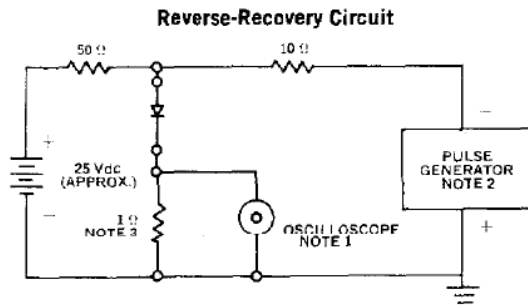 Reverse-Recovery Circuit
50 Ω
10 Ω
+
25 Vdc
(APPROX.)
−
1 Ω
NOTE 3
OSCILLOSCOPE
NOTE 1
−
PULSE
GENERATOR
NOTE 2
+